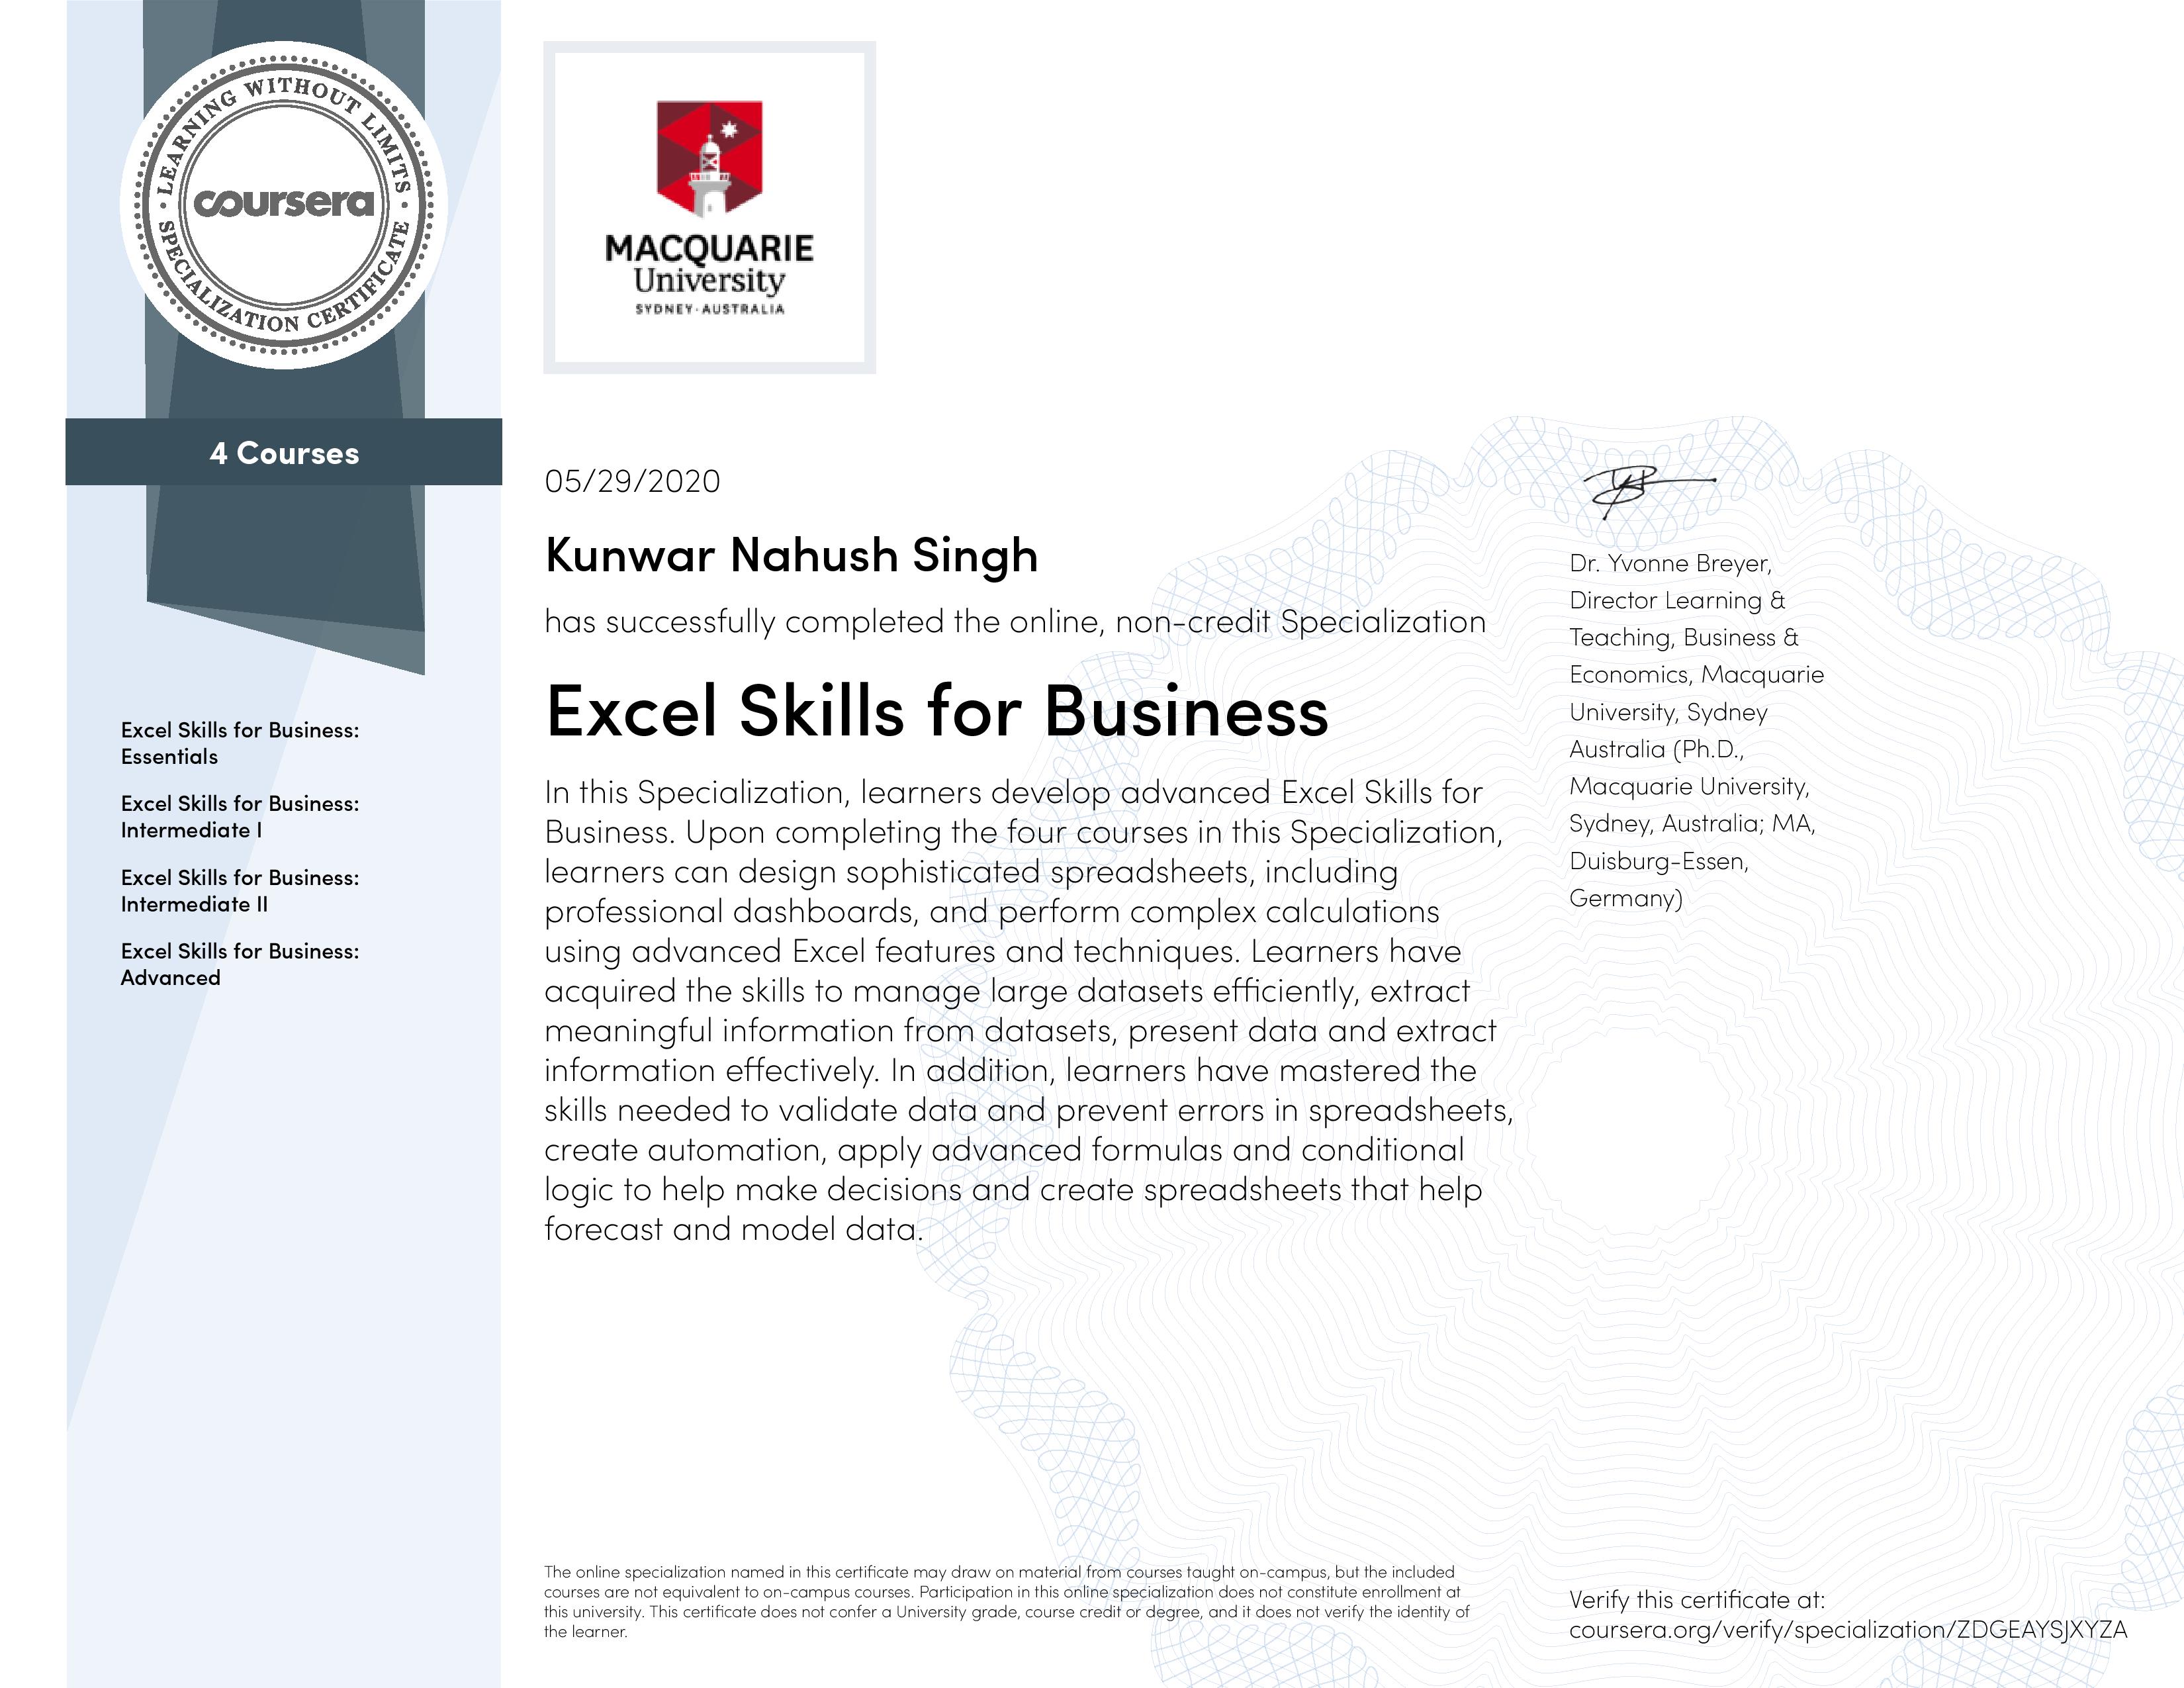 · LEARNING WITHOUT LIMITS ·
coursera
SPECIALIZATION CERTIFICATE
4 Courses
Excel Skills for Business:
Essentials
Excel Skills for Business:
Intermediate I
Excel Skills for Business:
Intermediate II
Excel Skills for Business:
Advanced
MACQUARIE
University
SYDNEY·AUSTRALIA
05/29/2020
Kunwar Nahush Singh
has successfully completed the online, non-credit Specialization
Excel Skills for Business
In this Specialization, learners develop advanced Excel Skills for
Business. Upon completing the four courses in this Specialization,
learners can design sophisticated spreadsheets, including
professional dashboards, and perform complex calculations
using advanced Excel features and techniques. Learners have
acquired the skills to manage large datasets efficiently, extract
meaningful information from datasets, present data and extract
information effectively. In addition, learners have mastered the
skills needed to validate data and prevent errors in spreadsheets,
create automation, apply advanced formulas and conditional
logic to help make decisions and create spreadsheets that help
forecast and model data.
Dr. Yvonne Breyer,
Director Learning &
Teaching, Business &
Economics, Macquarie
University, Sydney
Australia (Ph.D.,
Macquarie University,
Sydney, Australia; MA,
Duisburg-Essen,
Germany)
The online specialization named in this certificate may draw on material from courses taught on-campus, but the included
courses are not equivalent to on-campus courses. Participation in this online specialization does not constitute enrollment at
this university. This certificate does not confer a University grade, course credit or degree, and it does not verify the identity of
the learner.
Verify this certificate at:
coursera.org/verify/specialization/ZDGEAYSJXYZA